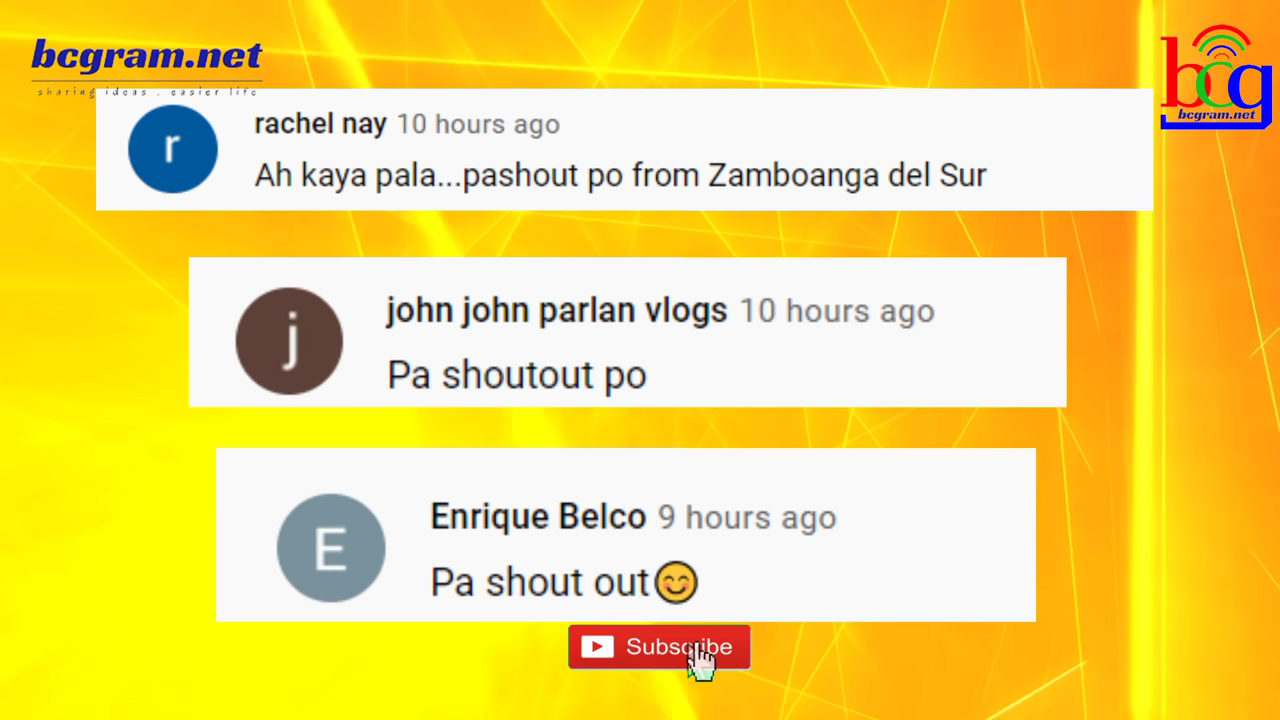 bcgram.net
sharing ideas . easier life
bcg
bcgram.net
r
rachel nay 10 hours ago
Ah kaya pala...pashout po from Zamboanga del Sur
j
john john parlan vlogs 10 hours ago
Pa shoutout po
E
Enrique Belco 9 hours ago
Pa shout out😊
Subscribe